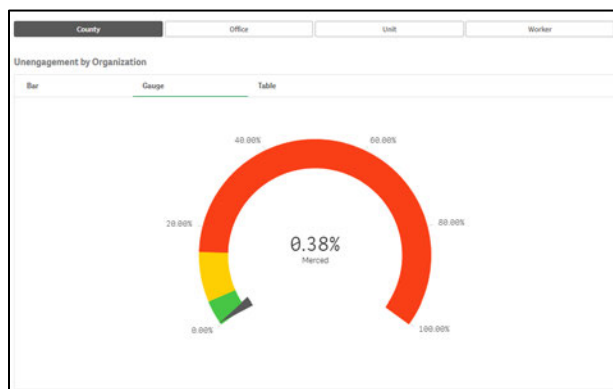 County Office Unit Worker
Unengagement by Organization
Bar Gauge Table
40.00% 60.00%
20.00% 80.00%
0.38%
Merced
0.00% 100.00%